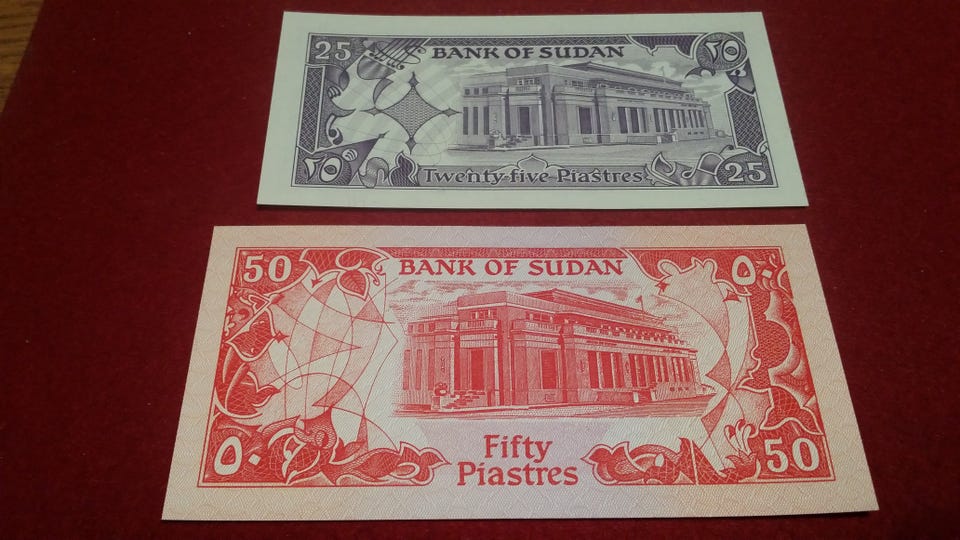 25
BANK OF SUDAN
٢٥
٢٥
Twenty-five Piastres
25
50
BANK OF SUDAN
٥٠
٥٠
Fifty
Piastres
50